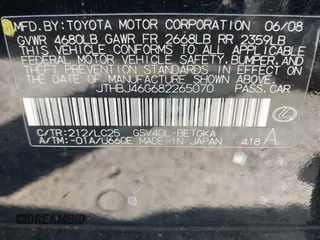 MFD.BY: TOYOTA MOTOR CORPORATION 06/08
GVWR 4680LB GAWR FR 2668LB RR 2359LB
THIS VEHICLE CONFORMS TO ALL APPLICABLE
FEDERAL MOTOR VEHICLE SAFETY, BUMPER, AND
THEFT PREVENTION STANDARDS IN EFFECT ON
THE DATE OF MANUFACTURE SHOWN ABOVE.
JTHBJ46G682265070 PASS.CAR
C/TR:212/LC25 GSV40L-BETGKA
A/TM:-01A/U660E MADE IN JAPAN 418 A
CREAMBID